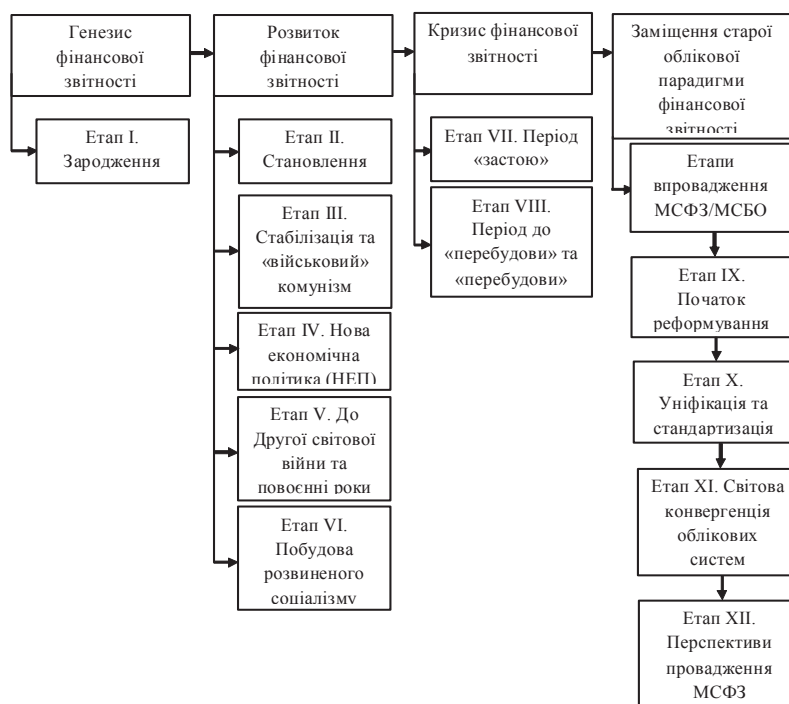 Генезис
фінансової
звітності
Етап I.
Зародження
Розвиток
фінансової
звітності
Етап II.
Становлення
Етап III.
Стабілізація та
«військовий»
комунізм
Етап IV. Нова
економічна
політика (НЕП)
Етап V. До
Другої світової
війни та
повоєнні роки
Етап VI.
Побудова
розвиненого
соціалізму
Кризис фінансової
звітності
Етап VII. Період
«застою»
Етап VIII.
Період до
«перебудови» та
«перебудови»
Заміщення старої
облікової
парадигми
фінансової
звітності
Етапи
впровадження
МСФЗ/МСБО
Етап IX.
Початок
реформування
Етап X.
Уніфікація та
стандартизація
Етап XI. Світова
конвергенція
облікових
систем
Етап XII.
Перспективи
провадження
МСФЗ